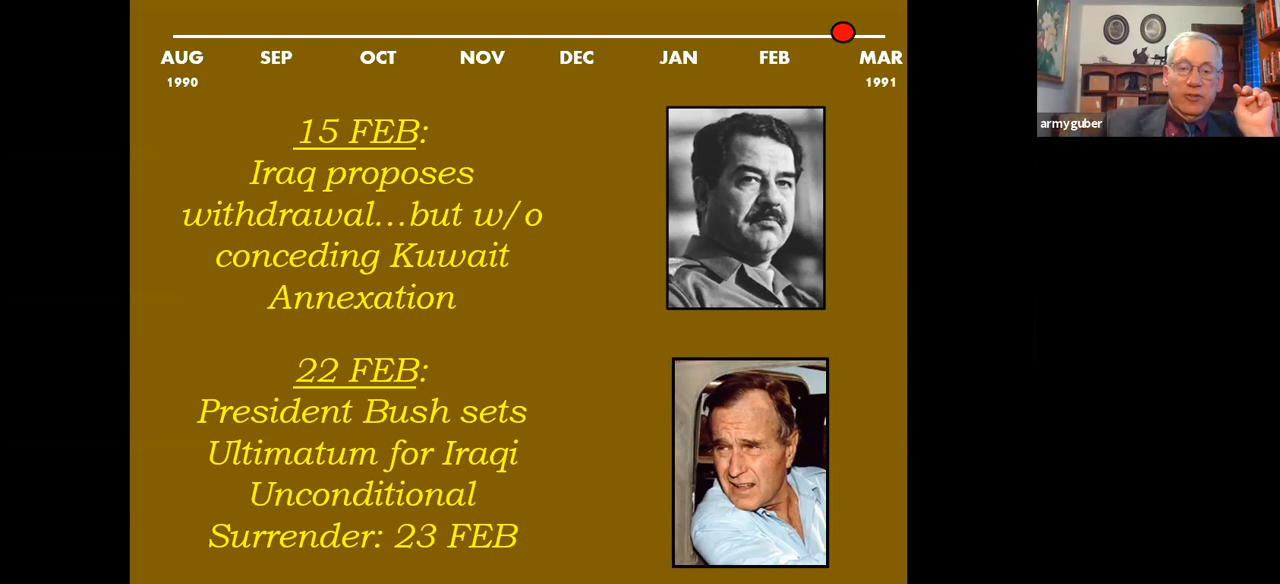 AUG SEP OCT NOV DEC JAN FEB MAR
1990 1991
15 FEB:
Iraq proposes
withdrawal...but w/o
conceding Kuwait
Annexation
22 FEB:
President Bush sets
Ultimatum for Iraqi
Unconditional
Surrender: 23 FEB
armyguber